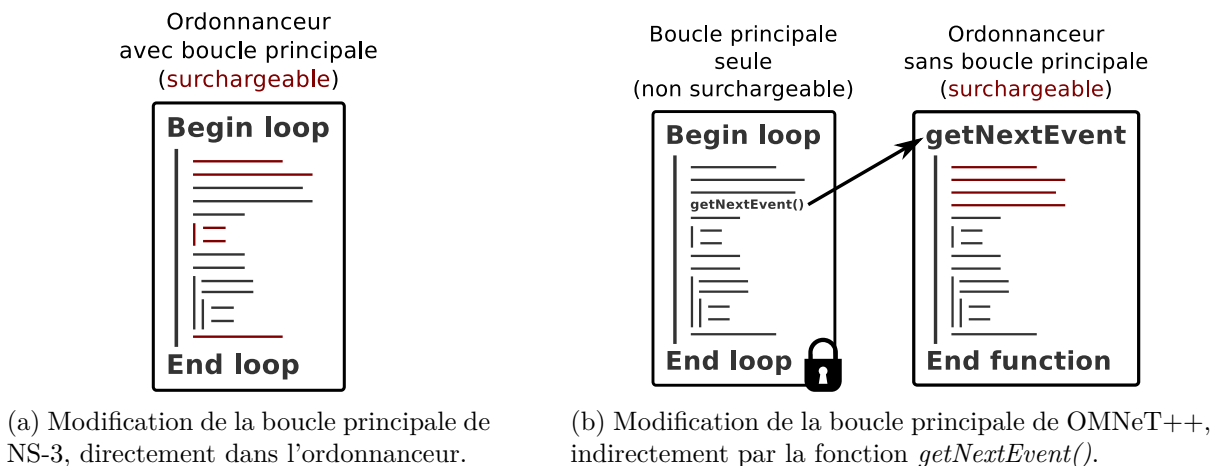 Ordonnanceur
avec boucle principale
(surchargeable)
Begin loop
End loop
(a) Modification de la boucle principale de
NS-3, directement dans l'ordonnanceur.
Boucle principale
seule
(non surchargeable)
Begin loop
getNextEvent()
End loop
Ordonnanceur
sans boucle principale
(surchargeable)
getNextEvent
End function
(b) Modification de la boucle principale de OMNeT++,
indirectement par la fonction getNextEvent().